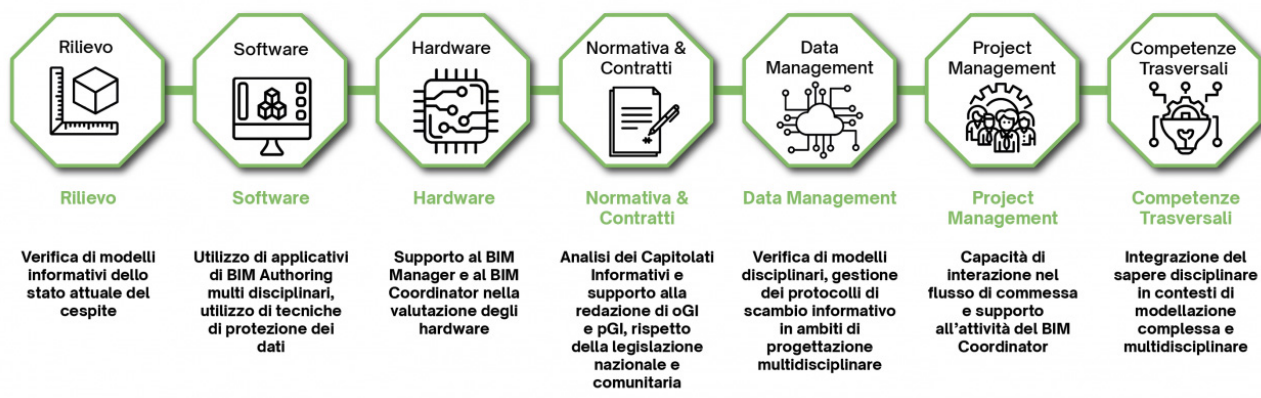 Rilievo
Software
Hardware
Normativa &
Contratti
Data
Management
Project
Management
Competenze
Trasversali
Rilievo
Software
Hardware
Normativa &
Contratti
Data Management
Project
Management
Competenze
Trasversali
Verifica di modelli
informativi dello
stato attuale del
cespite
Utilizzo di applicativi
di BIM Authoring
multi disciplinari,
utilizzo di tecniche
di protezione dei
dati
Supporto al BIM
Manager e al BIM
Coordinator nella
valutazione degli
hardware
Analisi dei Capitolati
Informativi e
supporto alla
redazione di oGI
e pGI, rispetto
della legislazione
nazionale e
comunitaria
Verifica di modelli
disciplinari, gestione
dei protocolli di
scambio informativo
in ambiti di
progettazione
multidisciplinare
Capacità di
interazione nel
flusso di commessa
e supporto
all'attività del BIM
Coordinator
Integrazione del
sapere disciplinare
in contesti di
modellazione
complessa e
multidisciplinare